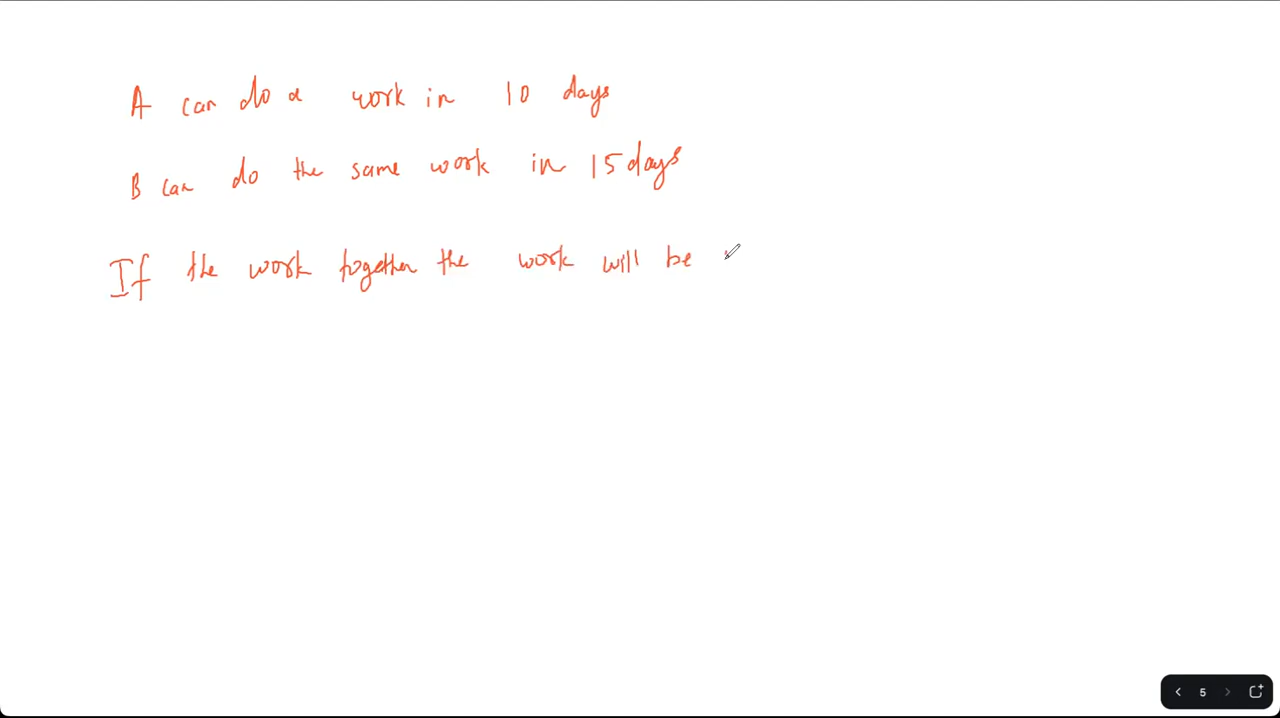 A can do a work in 10 days
B can do the same work in 15 days
If the work together the work will be
5